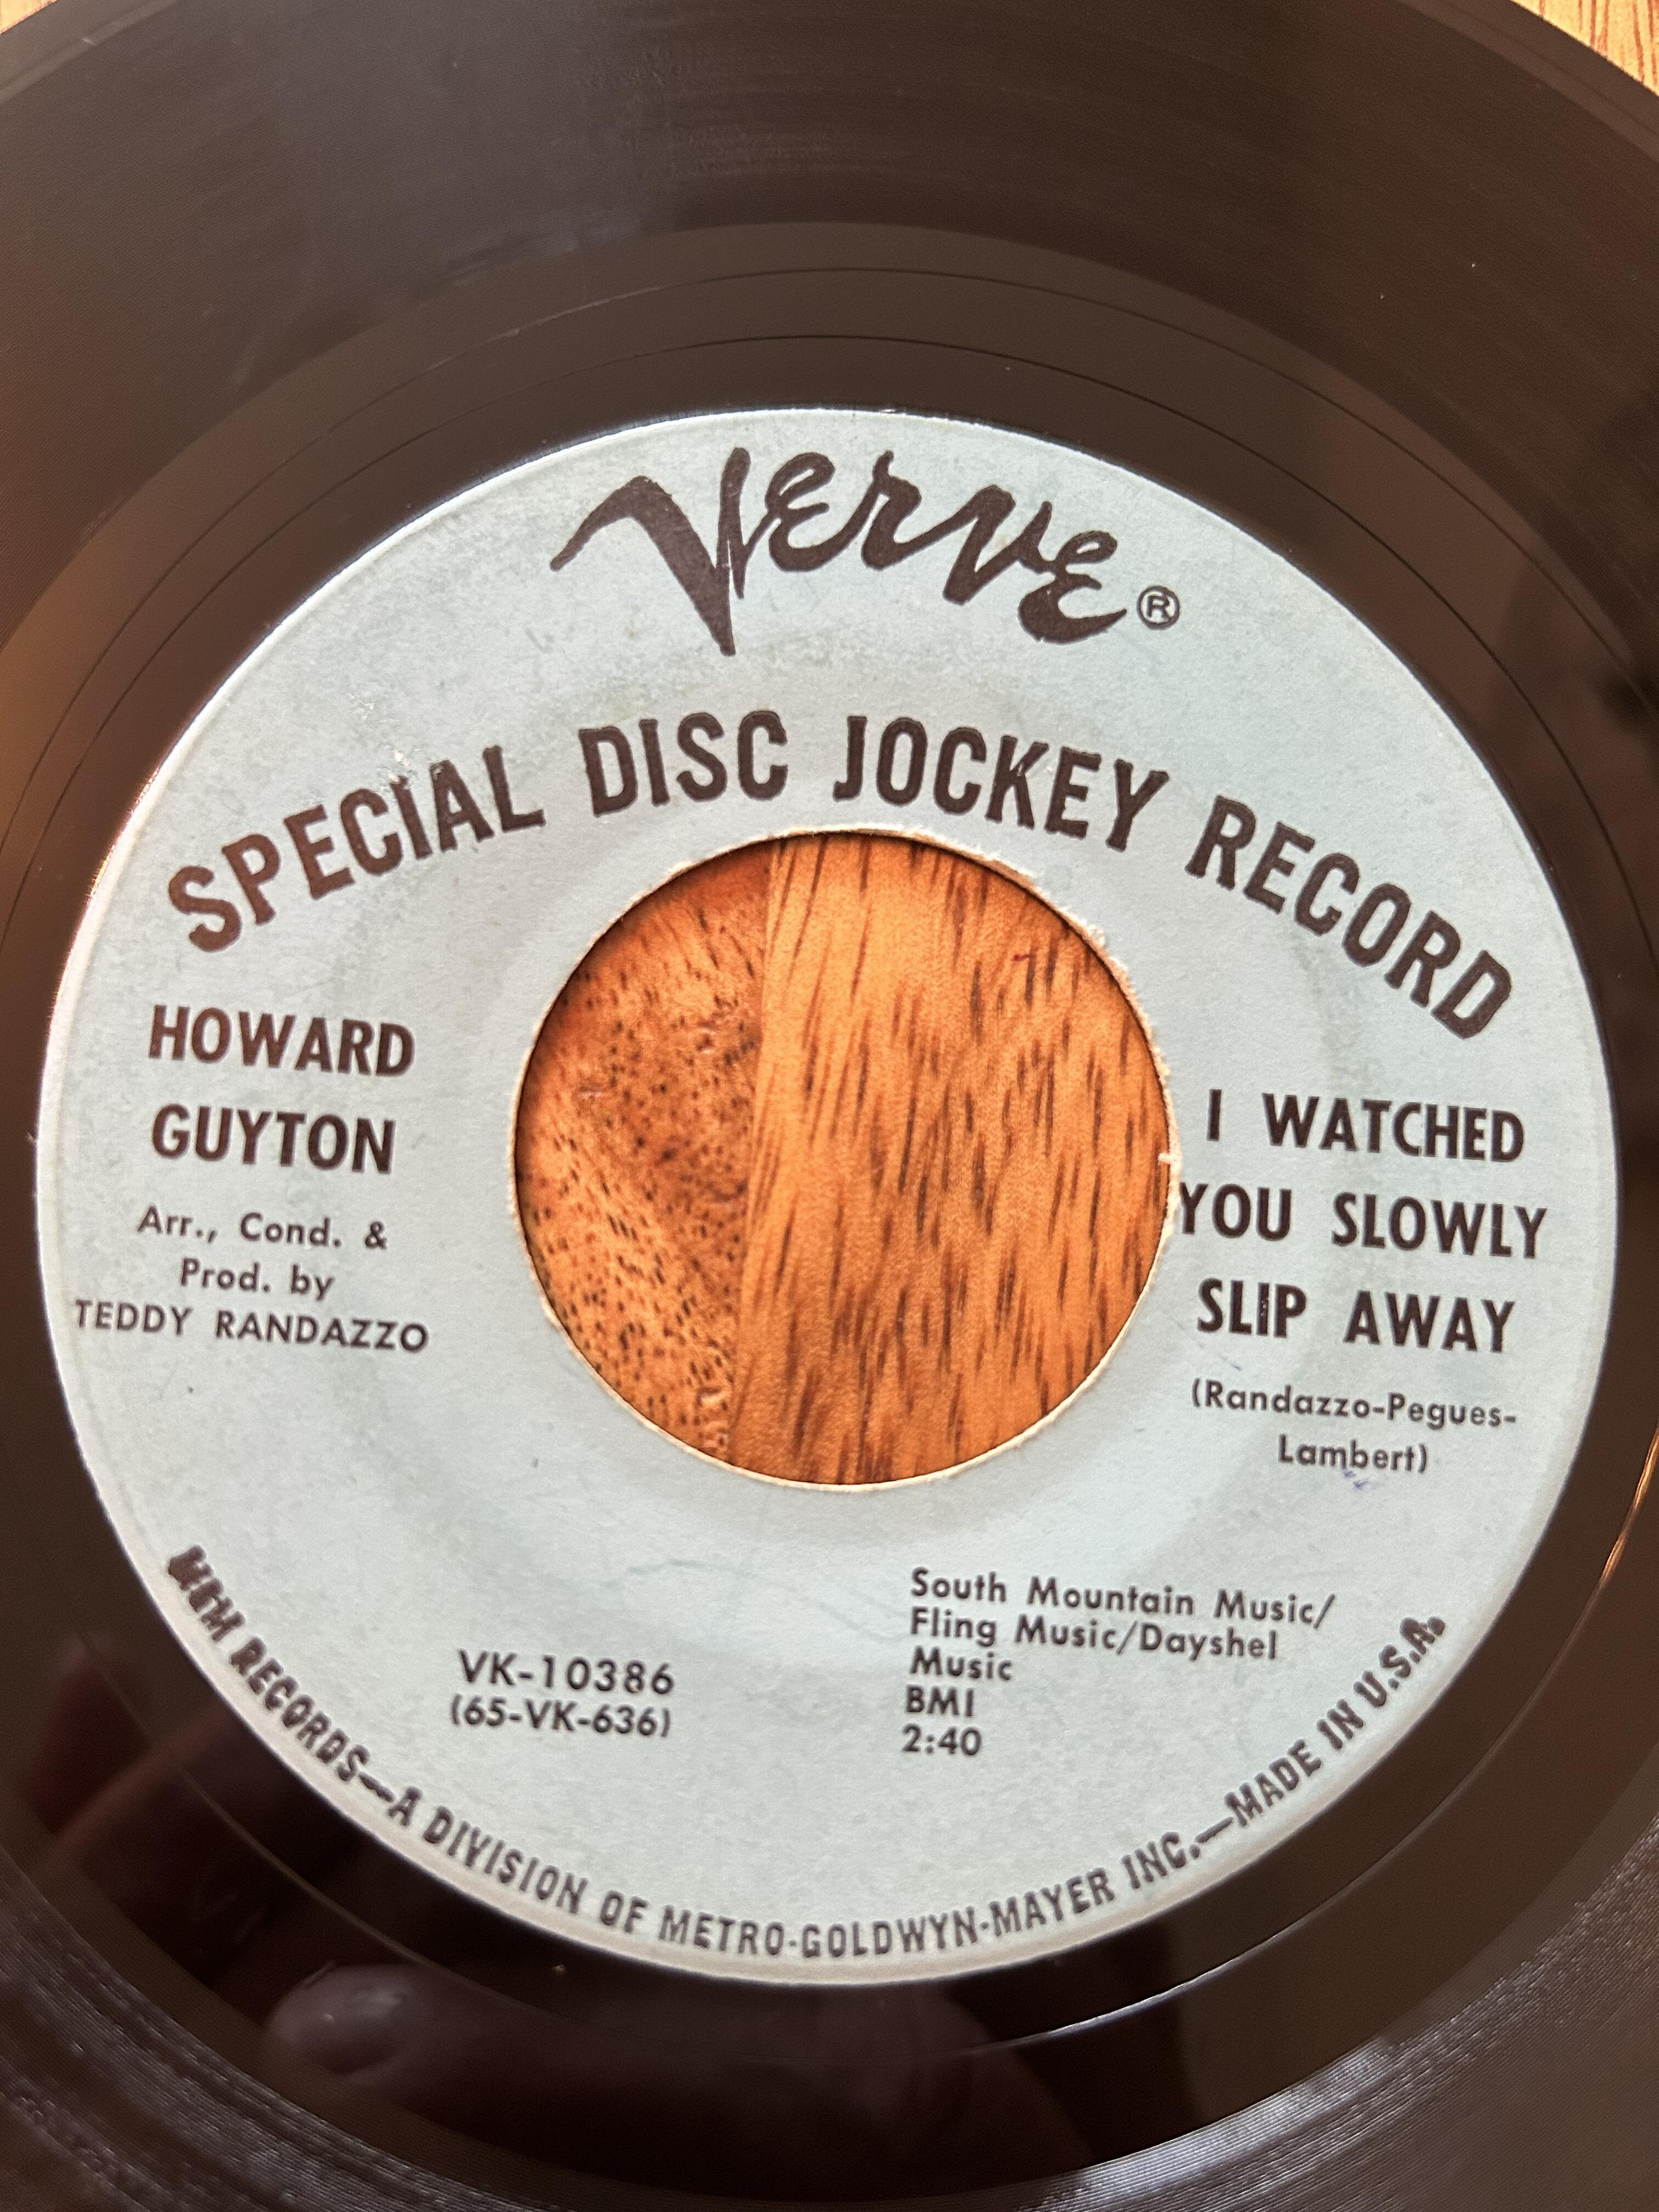 Verve®
SPECIAL DISC JOCKEY RECORD
HOWARD
GUYTON
Arr., Cond. &
Prod. by
TEDDY RANDAZZO
I WATCHED
YOU SLOWLY
SLIP AWAY
(Randazzo-Pegues-
Lambert)
VK-10386
(65-VK-636)
South Mountain Music/
Fling Music/Dayshel
Music
BMI
2:40
MGM RECORDS—A DIVISION OF METRO-GOLDWYN-MAYER INC.—MADE IN U.S.A.